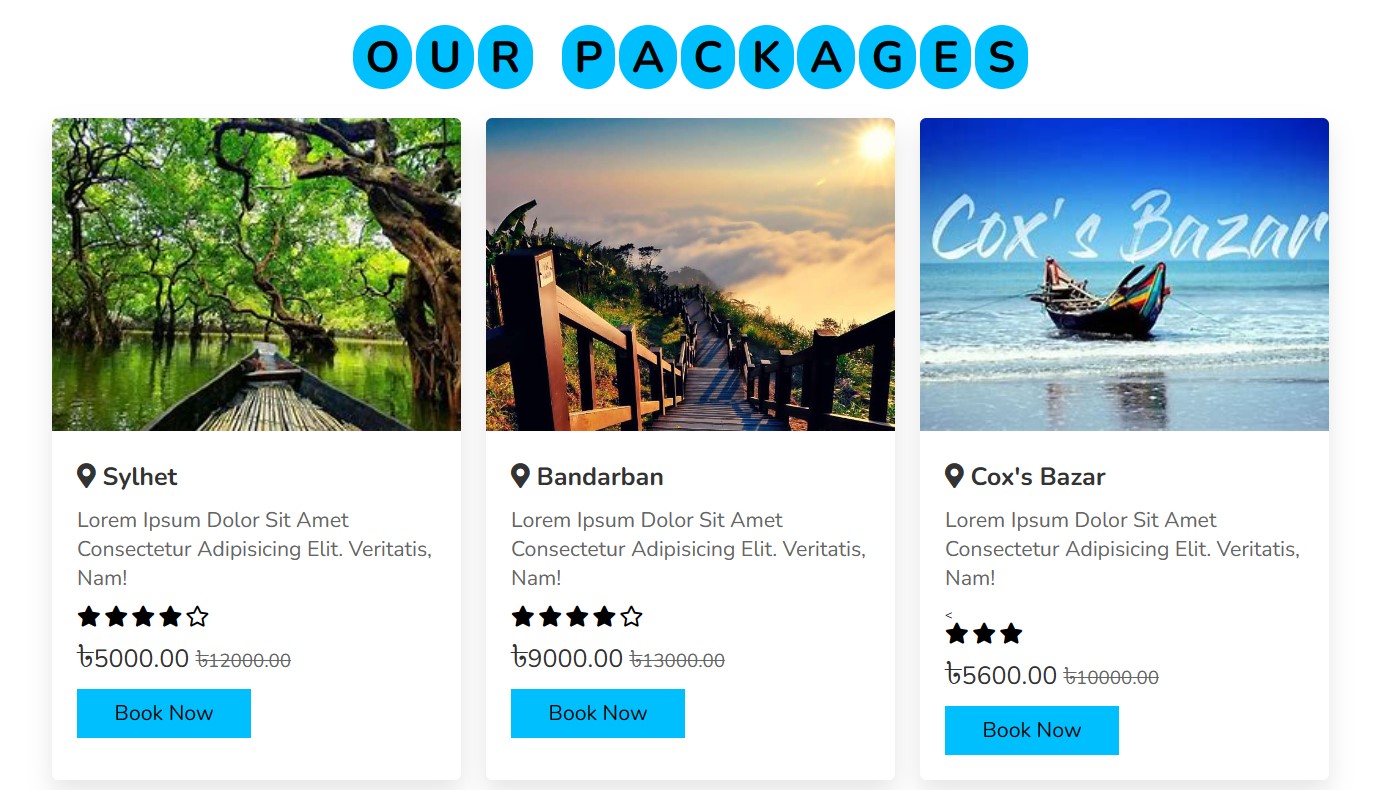 OUR PACKAGES
Cox's Bazar
Sylhet
Lorem Ipsum Dolor Sit Amet
Consectetur Adipisicing Elit. Veritatis,
Nam!
৳5000.00 ৳12000.00
Book Now
Bandarban
Lorem Ipsum Dolor Sit Amet
Consectetur Adipisicing Elit. Veritatis,
Nam!
৳9000.00 ৳13000.00
Book Now
Cox's Bazar
Lorem Ipsum Dolor Sit Amet
Consectetur Adipisicing Elit. Veritatis,
Nam!
<
৳5600.00 ৳10000.00
Book Now